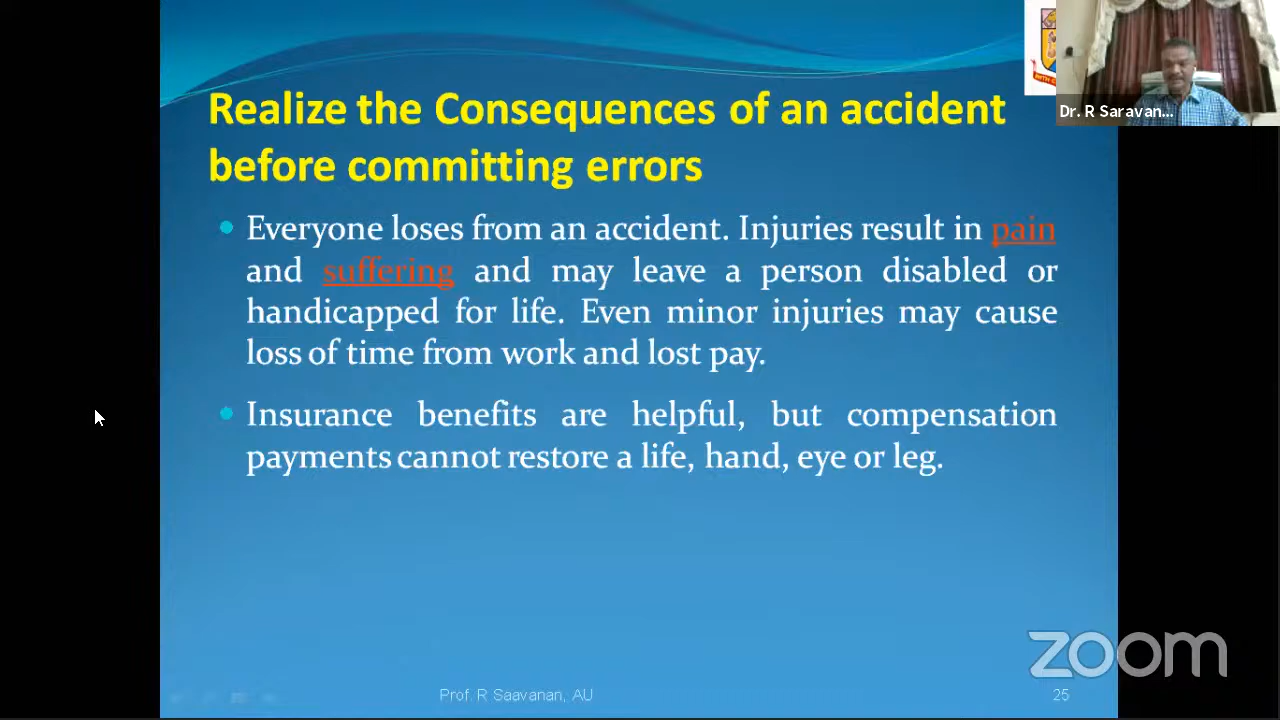 Realize the Consequences of an accident
before committing errors
Dr. R Saravan...
Everyone loses from an accident. Injuries result in pain
and suffering and may leave a person disabled or
handicapped for life. Even minor injuries may cause
loss of time from work and lost pay.
Insurance benefits are helpful, but compensation
payments cannot restore a life, hand, eye or leg.
zoom
Prof. R Saavanan, AU
25